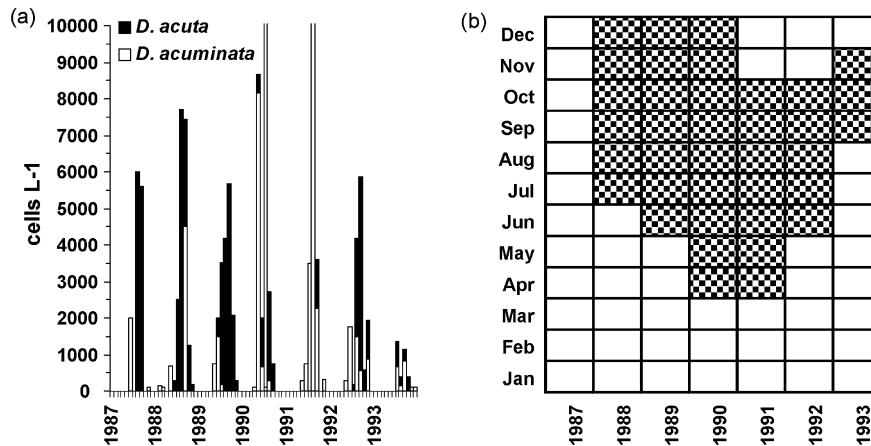 (a)
D. acuta
D. acuminata
cells L-1
10000
9000
8000
7000
6000
5000
4000
3000
2000
1000
0
1987
1988
1989
1990
1991
1992
1993
(b)
Dec
Nov
Oct
Sep
Aug
Jul
Jun
May
Apr
Mar
Feb
Jan
1987
1988
1989
1990
1991
1992
1993